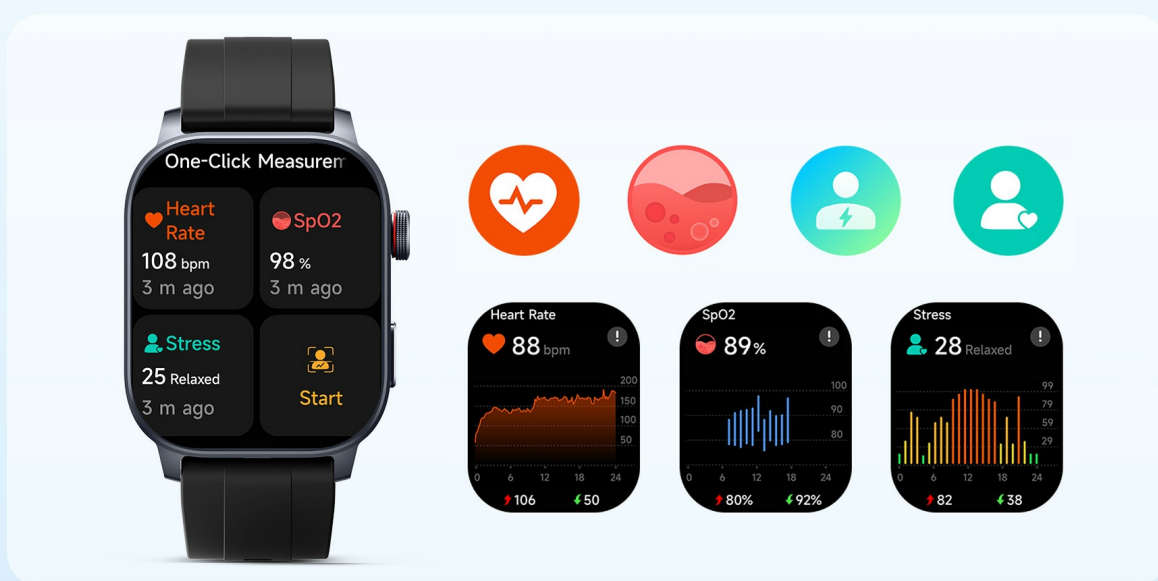 One-Click Measurem
Heart
Rate
108 bpm
3 m ago
SpO2
98 %
3 m ago
Stress
25 Relaxed
3 m ago
Start
Heart Rate
88 bpm
200
150
100
50
0 6 12 18 24
106 50
SpO2
89%
100
90
80
0 6 12 18 24
80% 92%
Stress
28 Relaxed
99
79
59
29
0 6 12 18 24
82 38